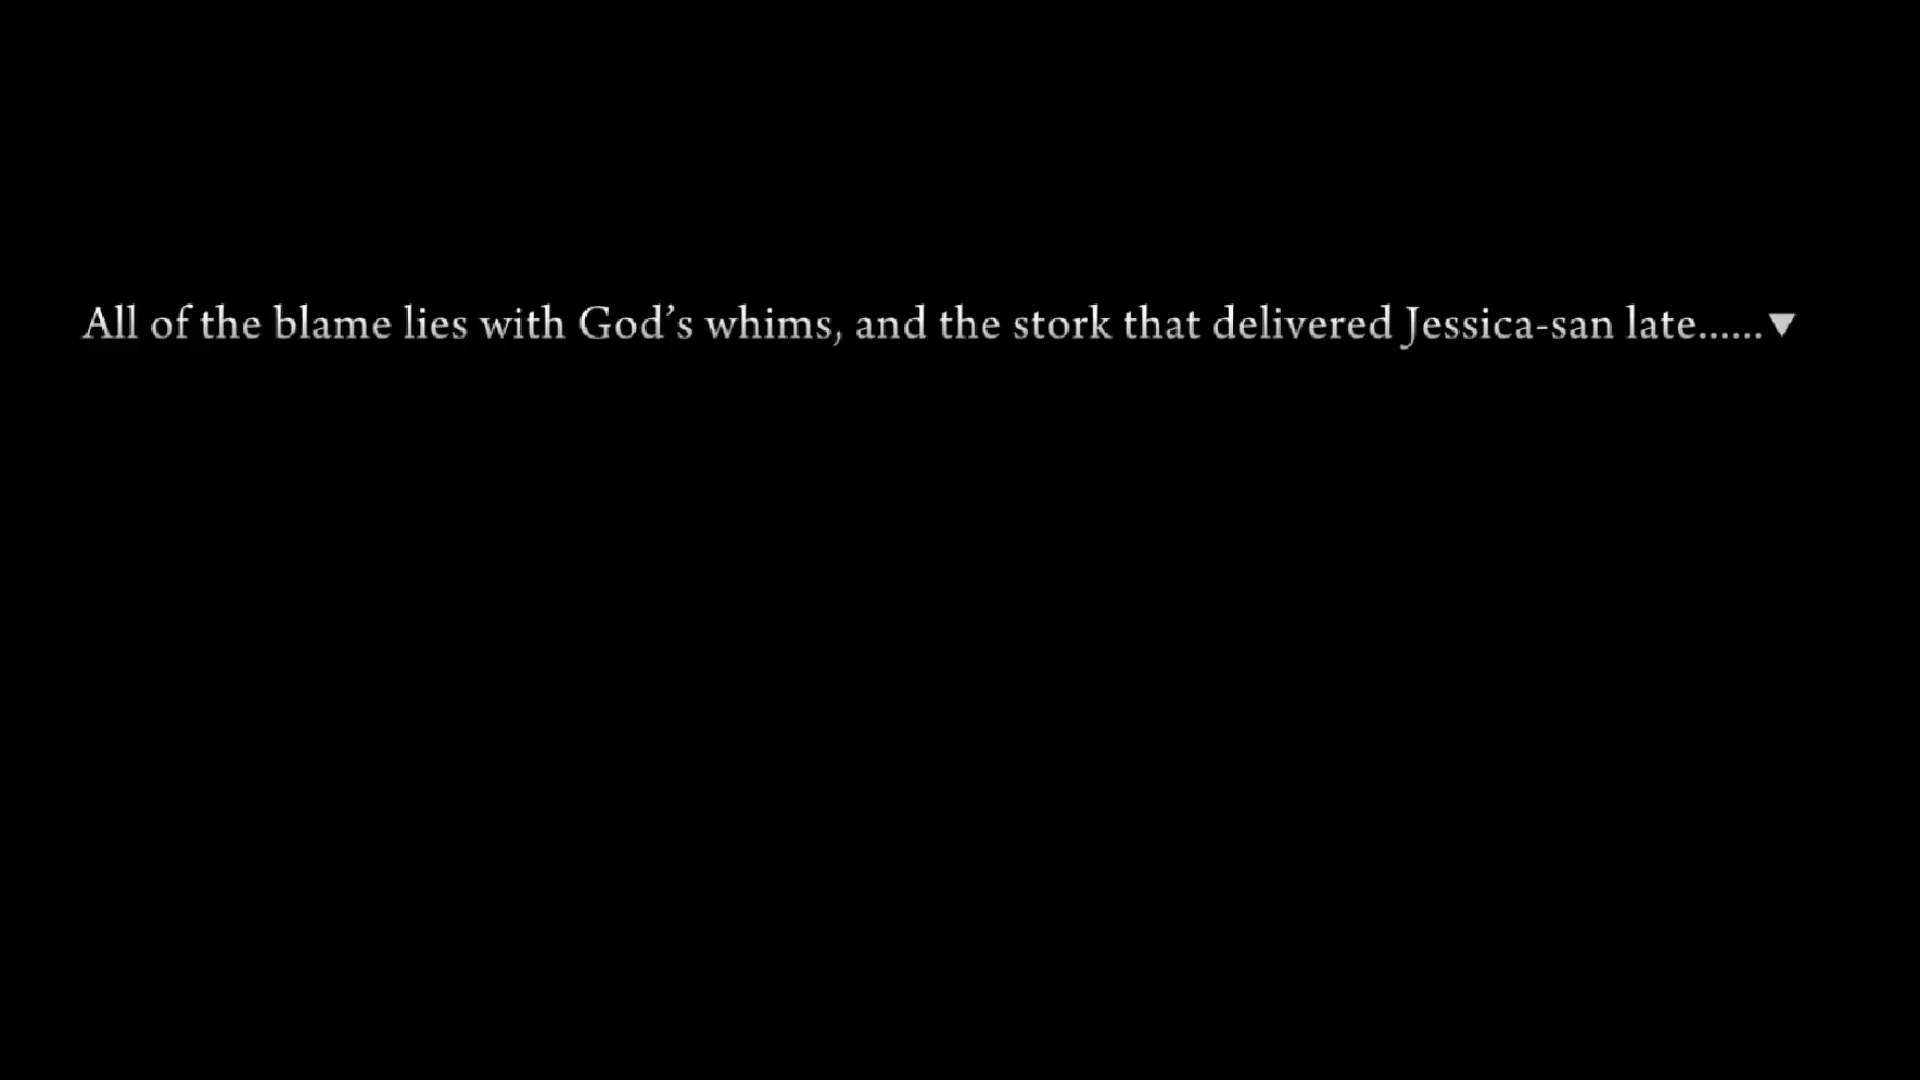 All of the blame lies with God’s whims, and the stork that delivered Jessica-san late......▼